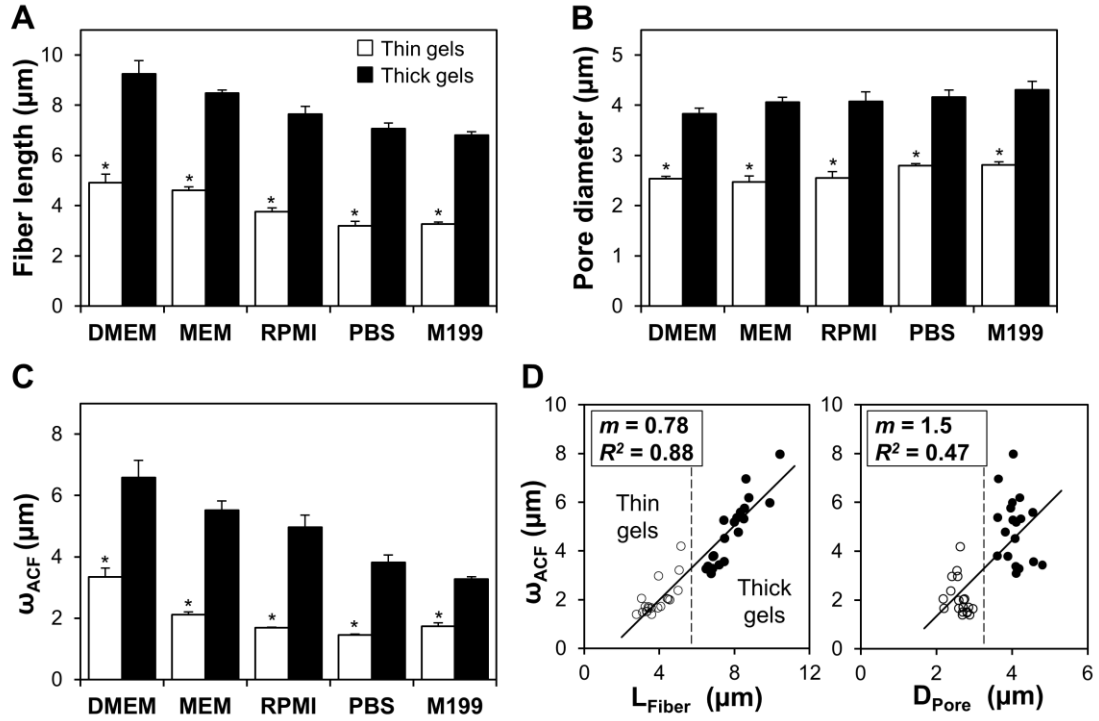 A
Fiber length (µm)
10
8
6
4
2
0
Thin gels
Thick gels
* * * * *
DMEM MEM RPMI PBS M199
B
Pore diameter (µm)
5
4
3
2
1
0
* * * * *
DMEM MEM RPMI PBS M199
C
ωACF (µm)
8
6
4
2
0
* * * * *
DMEM MEM RPMI PBS M199
D
ωACF (µm)
10
8
6
4
2
0
m = 0.78
R² = 0.88
Thin
gels
Thick
gels
0 4 8 12
LFiber (µm)
10
8
6
4
2
0
m = 1.5
R² = 0.47
0 2 4 6
DPore (µm)